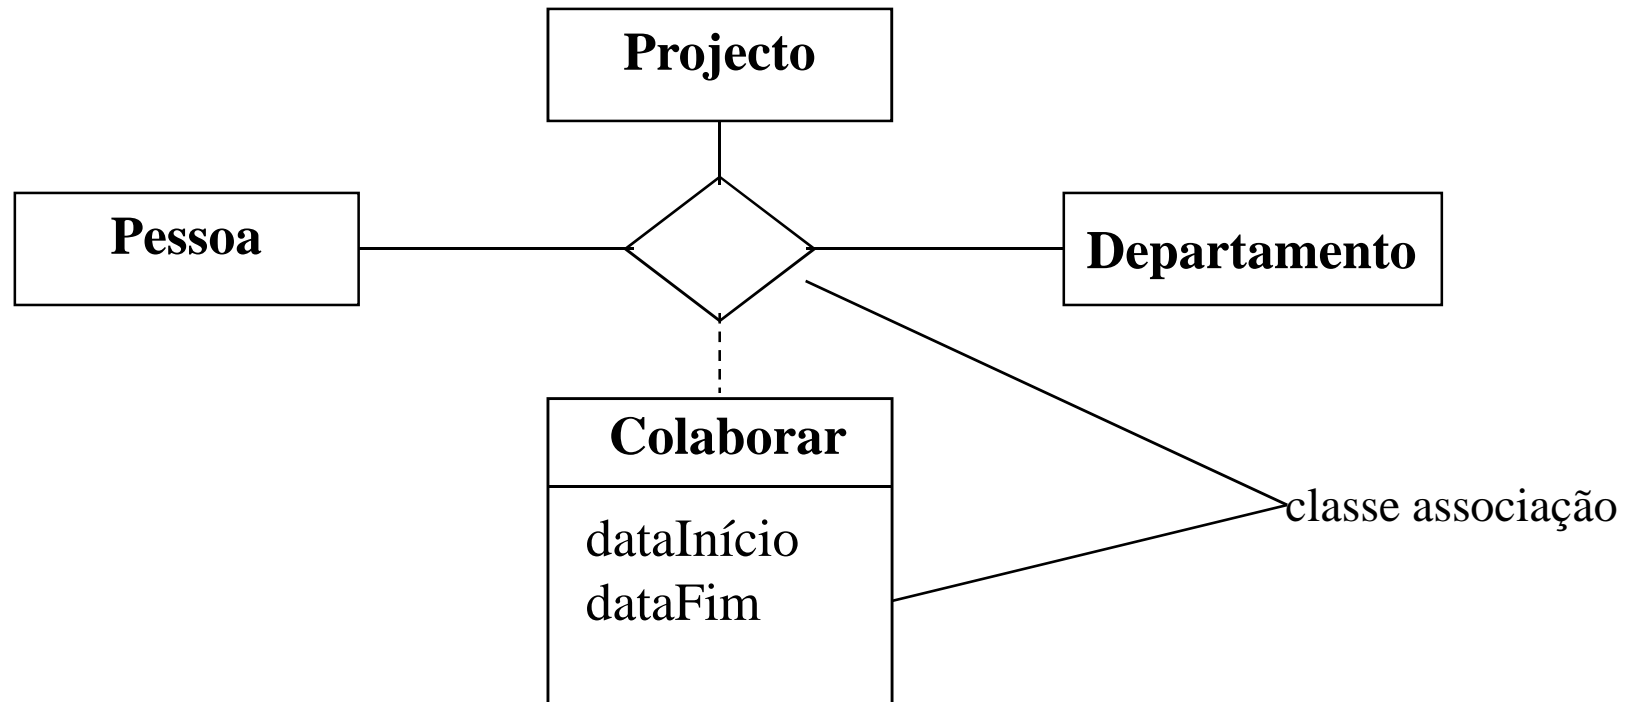 Projecto
Pessoa
Departamento
Colaborar
classe associação
dataInício
dataFim